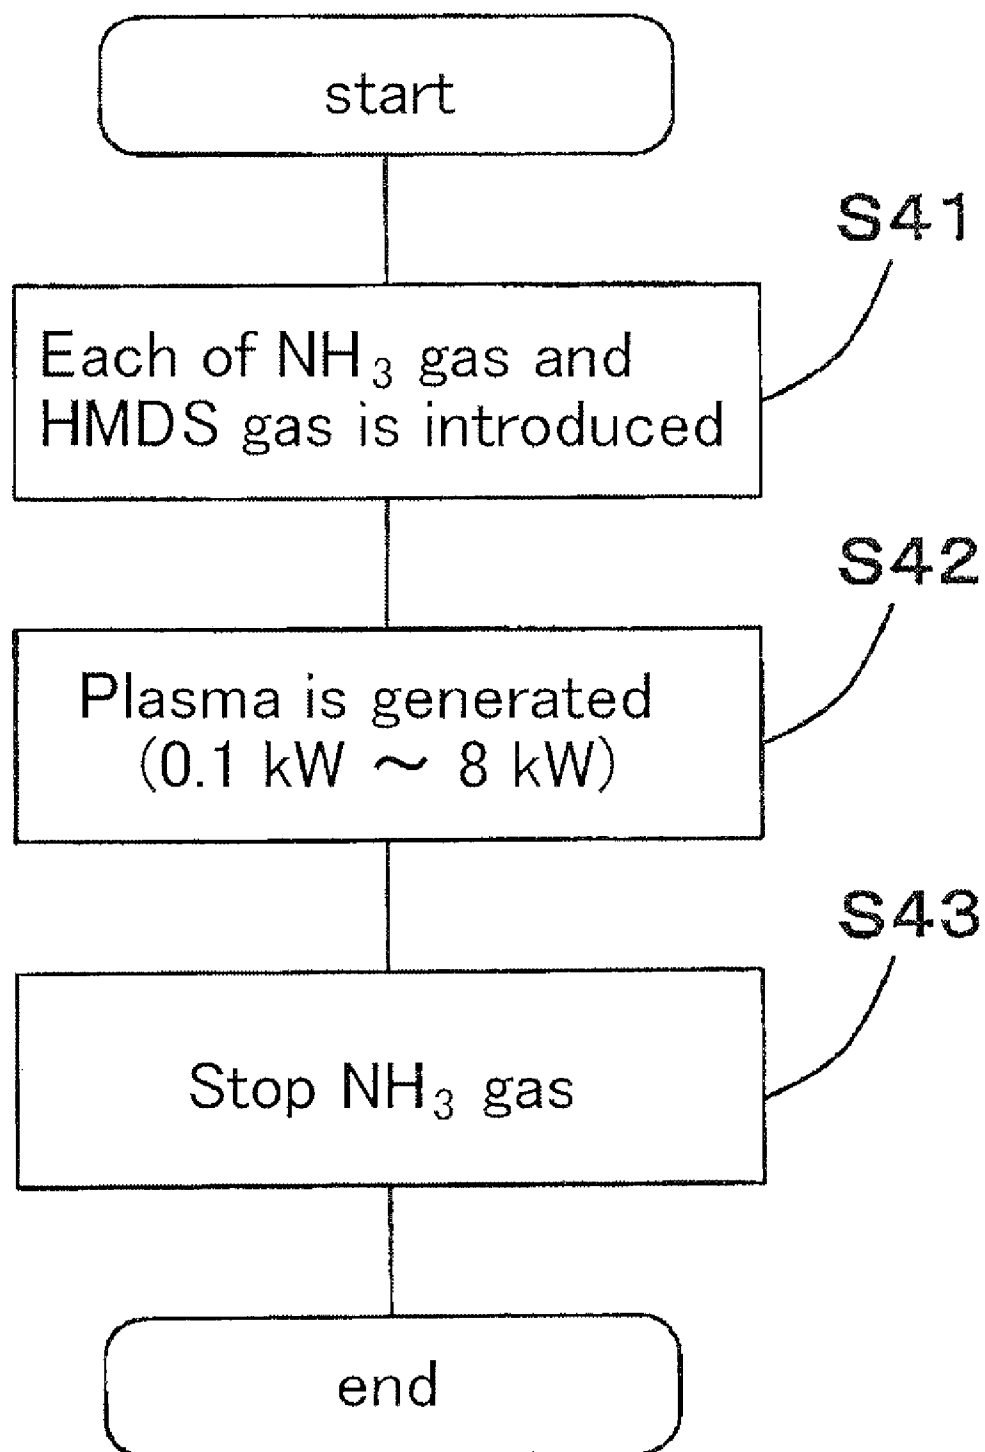 start
S41
Each of NH₃ gas and
HMDS gas is introduced
S42
Plasma is generated
(0.1 kW ～ 8 kW)
S43
Stop NH₃ gas
end